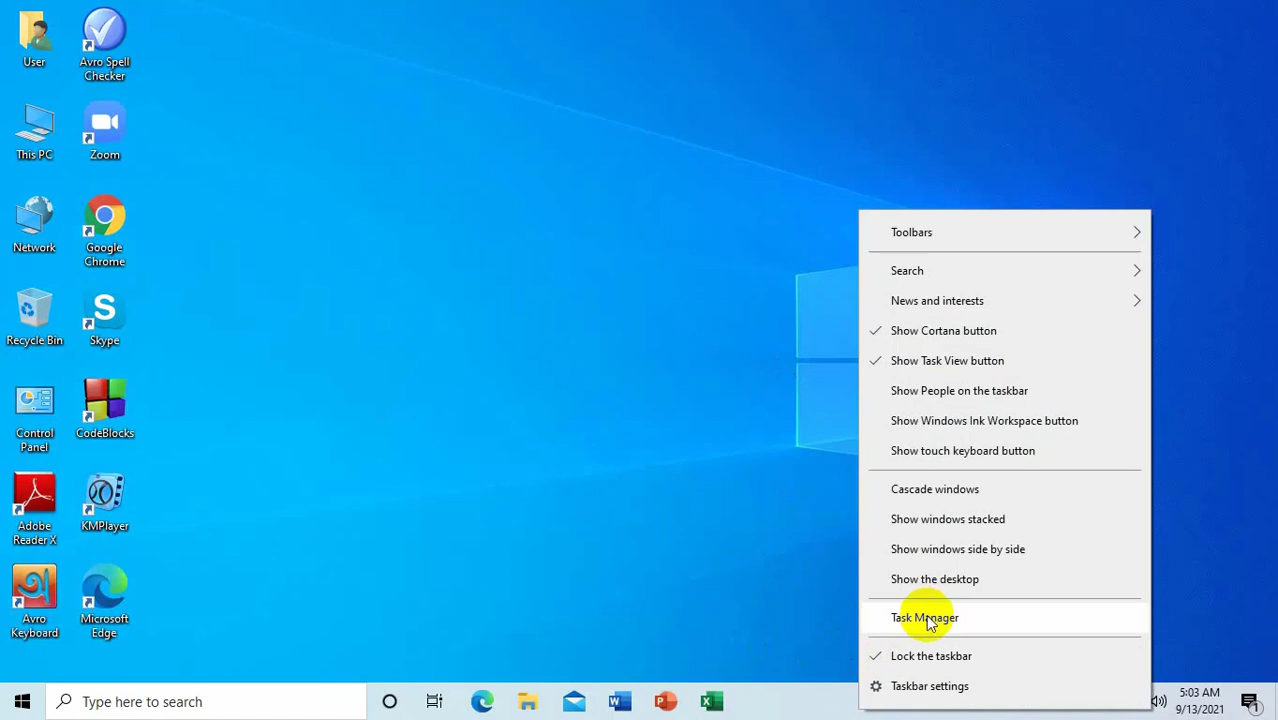 User
Avro Spell
Checker
This PC
Zoom
Network
Google
Chrome
Recycle Bin
S
Skype
Control
Panel
CodeBlocks
Adobe
Reader X
KMPlayer
অ
Avro
Keyboard
Microsoft
Edge
Toolbars
Search
News and interests
Show Cortana button
Show Task View button
Show People on the taskbar
Show Windows Ink Workspace button
Show touch keyboard button
Cascade windows
Show windows stacked
Show windows side by side
Show the desktop
Task Manager
Lock the taskbar
Taskbar settings
Type here to search
W
P
X
5:03 AM
9/13/2021
1